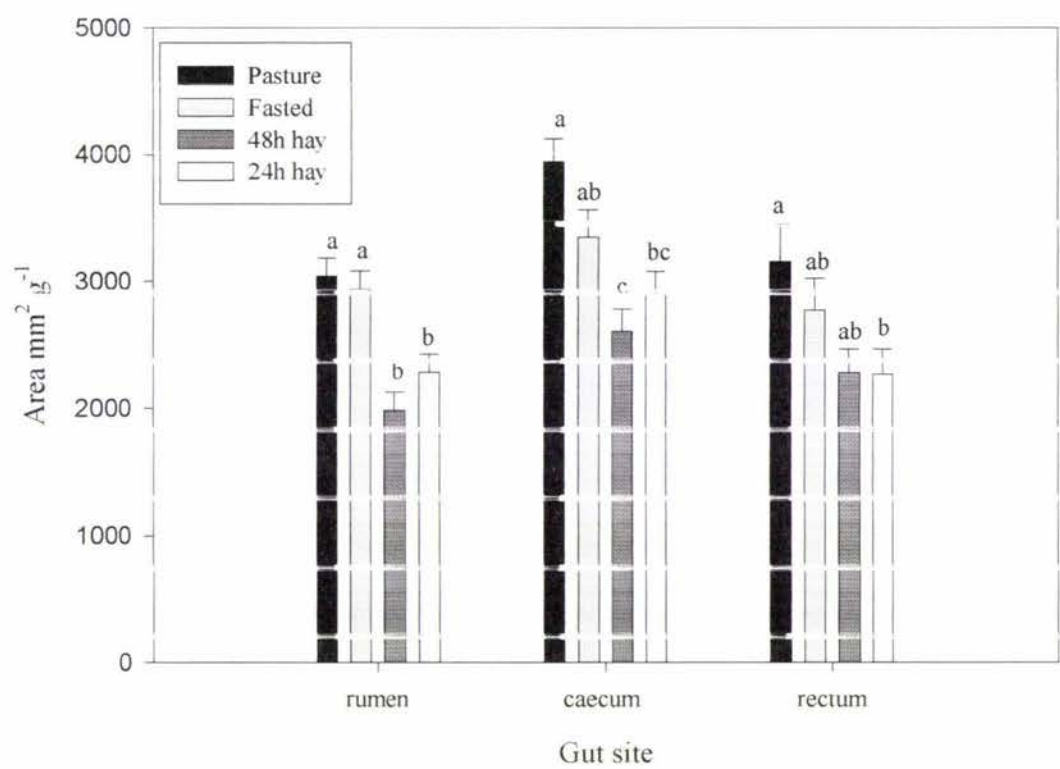 5000
4000
3000
2000
1000
0
Area mm² g⁻¹
Pasture
Fasted
48h hay
24h hay
a a b b
a ab c bc
a ab ab b
rumen caecum rectum
Gut site